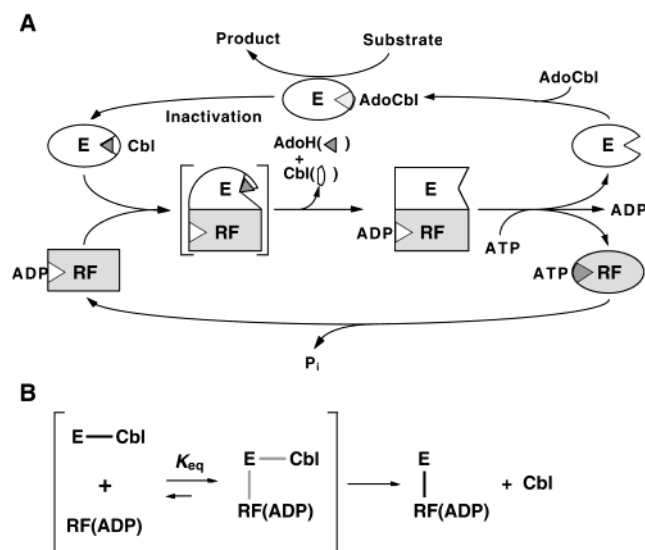 A
Product
Substrate
E
AdoCbl
AdoCbl
Inactivation
E
Cbl
AdoH( )
+
Cbl( )
E
E
E
RF
ADP
RF
ADP
ATP
ADP
RF
ATP
RF
Pi
B
E
Cbl
+
RF(ADP)
Keq
E
Cbl
RF(ADP)
E
RF(ADP)
+ Cbl